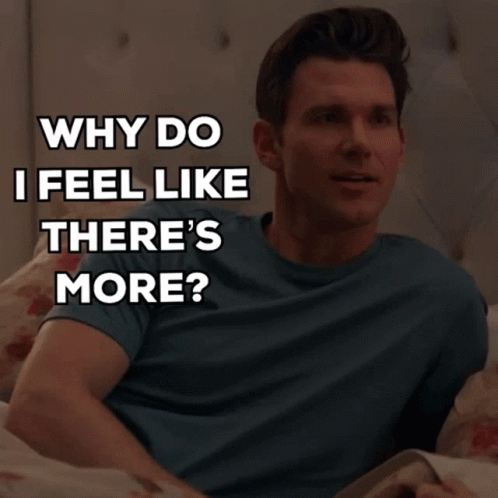 WHY DO
I FEEL LIKE
THERE'S
MORE?